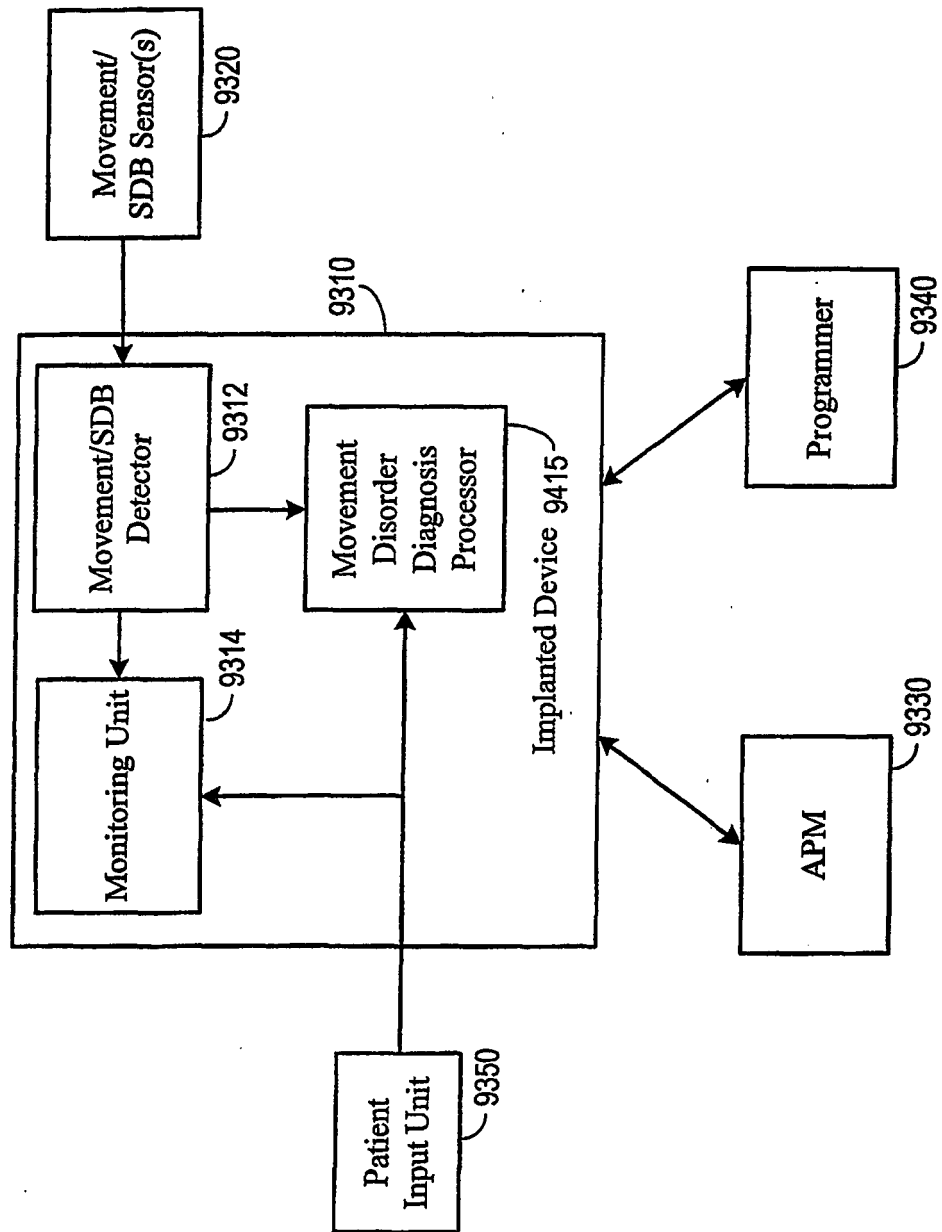 Movement/
SDB Sensor(s)
9320
9310
Movement/SDB
Detector
9312
Monitoring Unit
9314
Movement
Disorder
Diagnosis
Processor
9415
Implanted Device
Patient
Input Unit
9350
APM
9330
Programmer
9340